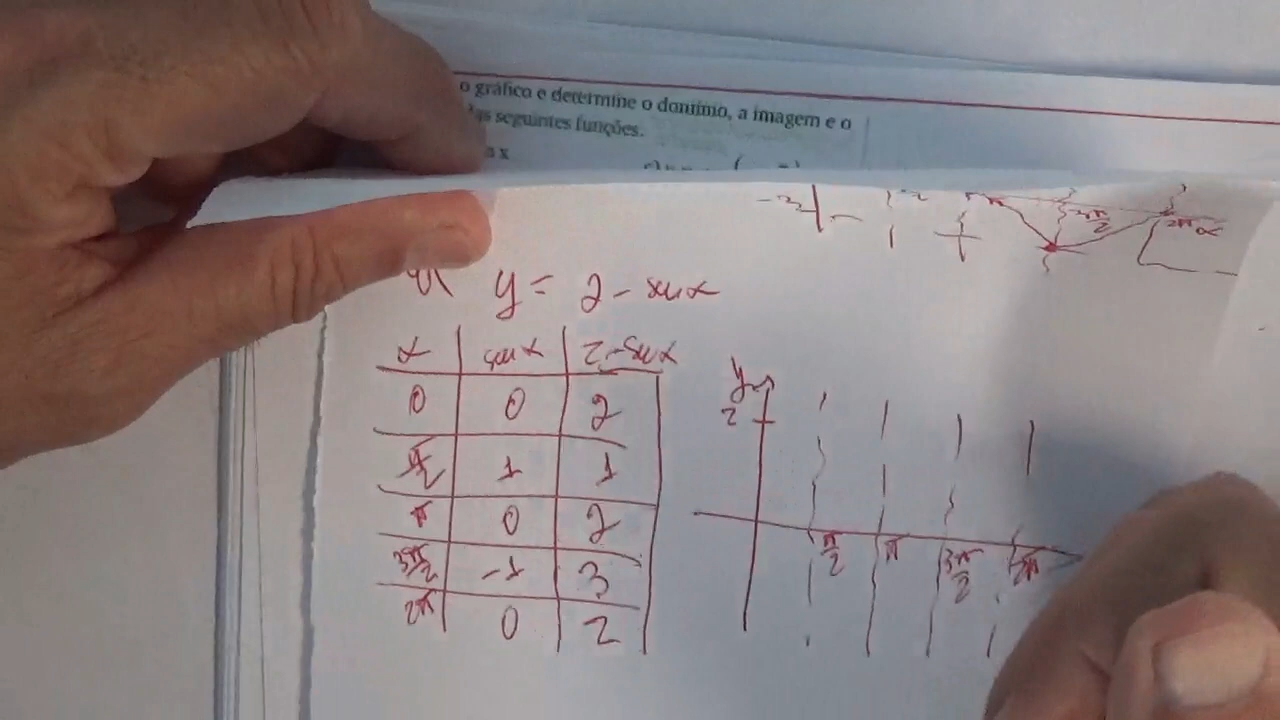 o gráfico e determine o domínio, a imagem e o
as seguintes funções.
y = 2 - sen x
x | sen x | 2 - sen x
0 | 0 | 2
π/2 | 1 | 1
π | 0 | 2
3π/2 | -1 | 3
2π | 0 | 2
y
2
π/2 π 3π/2 2π
π 3π/2 2π x